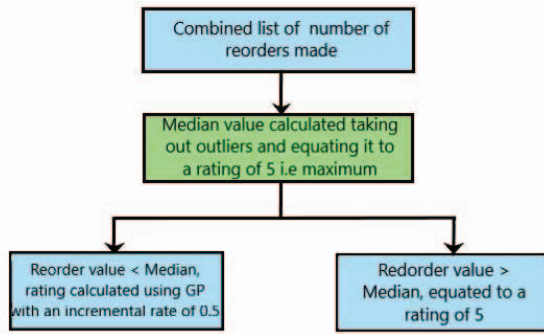 Combined list of number of
reorders made
Median value calculated taking
out outliers and equating it to
a rating of 5 i.e maximum
Reorder value < Median,
rating calculated using GP
with an incremental rate of 0.5
Redorder value >
Median, equated to a
rating of 5